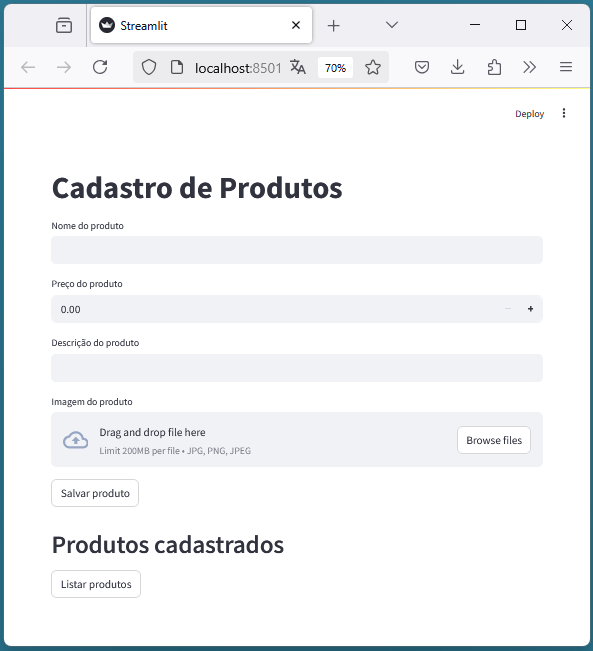 Streamlit
localhost:8501
70%
Deploy
Cadastro de Produtos
Nome do produto
Preço do produto
0.00
Descrição do produto
Imagem do produto
Drag and drop file here
Limit 200MB per file • JPG, PNG, JPEG
Browse files
Salvar produto
Produtos cadastrados
Listar produtos